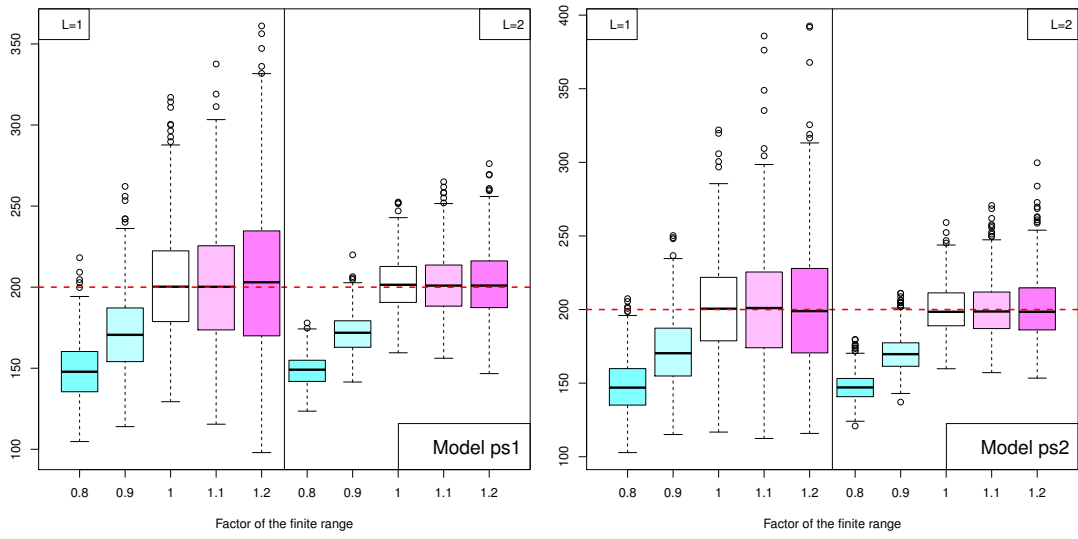 L=1
L=2
350
300
250
200
150
100
Model ps1
0.8 0.9 1 1.1 1.2 0.8 0.9 1 1.1 1.2
Factor of the finite range
L=1
L=2
400
350
300
250
200
150
100
Model ps2
0.8 0.9 1 1.1 1.2 0.8 0.9 1 1.1 1.2
Factor of the finite range